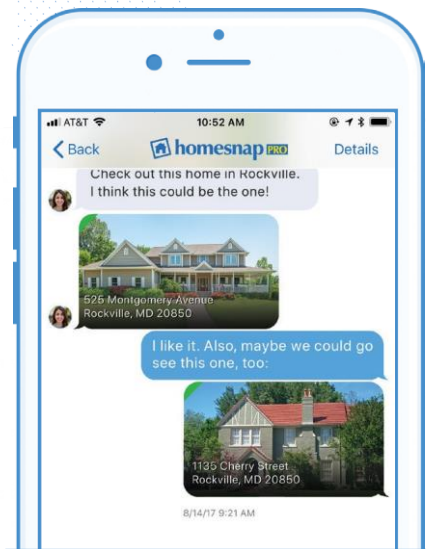 AT&T 10:52 AM
Back homesnap PRO Details
Check out this home in Rockville.
I think this could be the one!
525 Montgomery Avenue
Rockville, MD 20850
I like it. Also, maybe we could go
see this one, too:
1135 Cherry Street
Rockville, MD 20850
8/14/17 9:21 AM